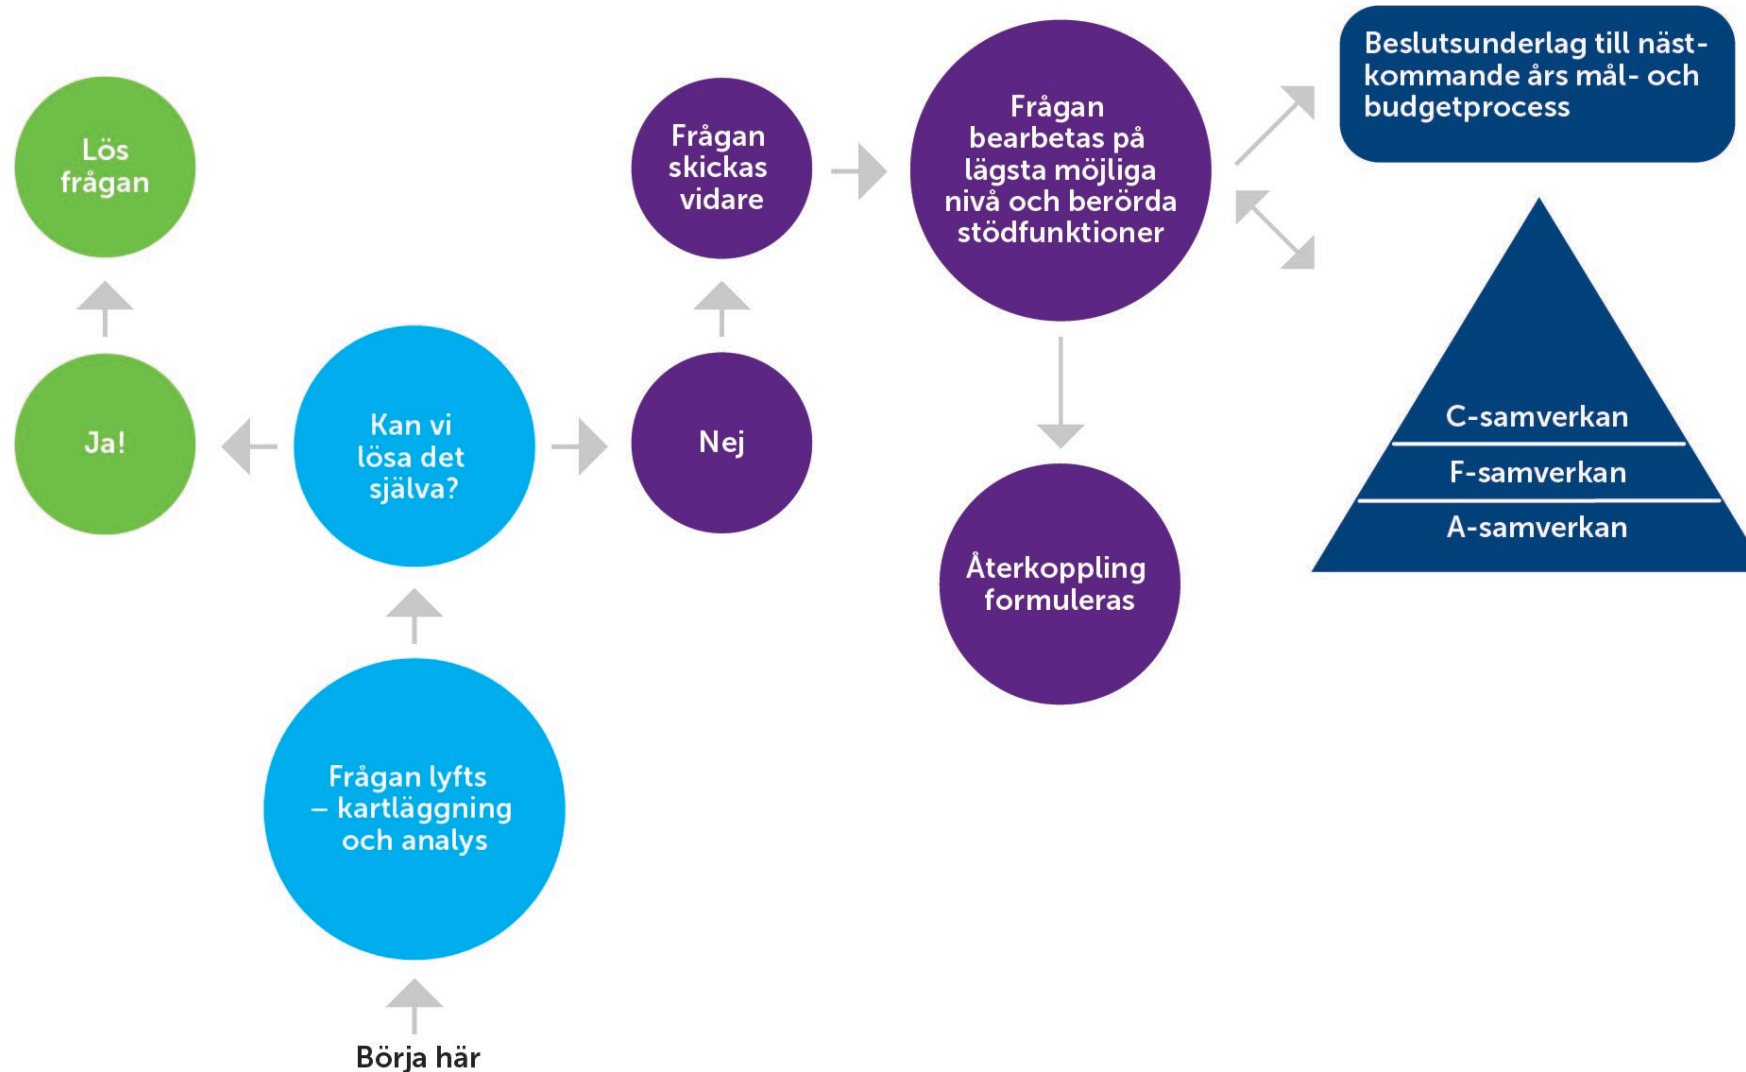 Lös
frågan
Ja!
Kan vi
lösa det
själva?
Frågan lyfts
– kartläggning
och analys
Börja här
Nej
Frågan
skickas
vidare
Frågan
bearbetas på
lägsta möjliga
nivå och berörda
stödfunktioner
Återkoppling
formuleras
Beslutsunderlag till näst-
kommande års mål- och
budgetprocess
C-samverkan
F-samverkan
A-samverkan